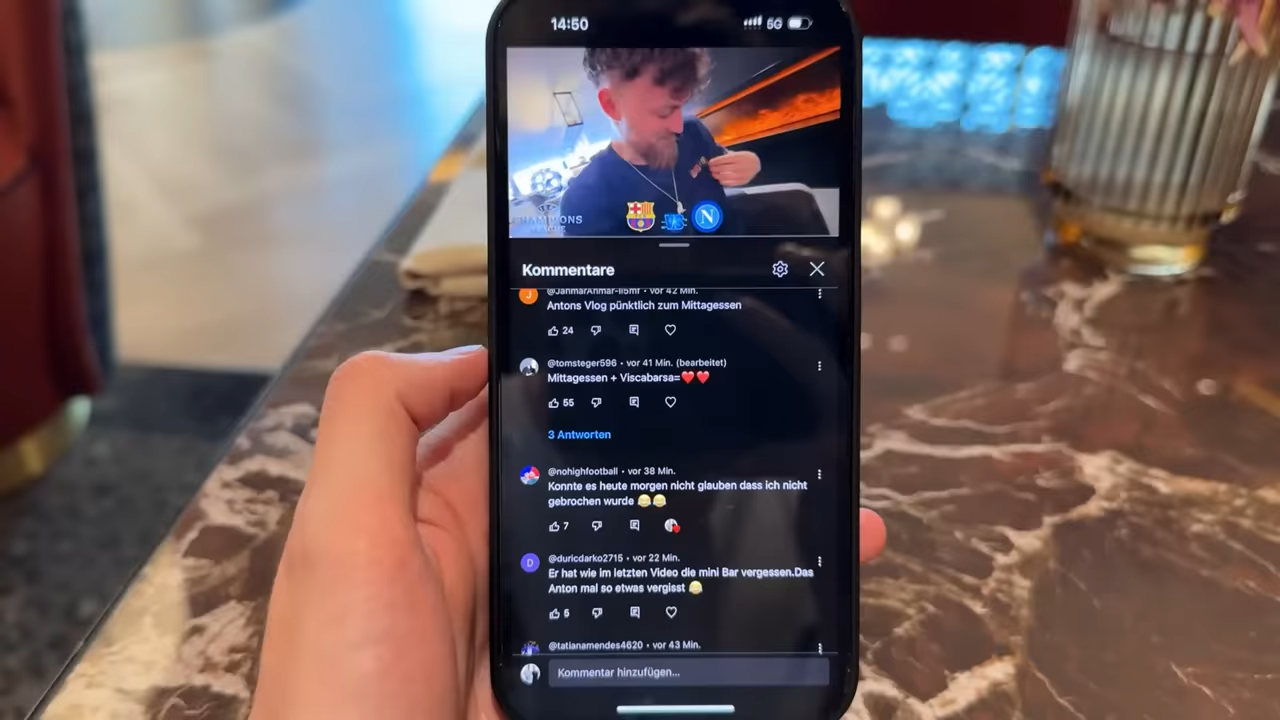 14:50
5G
CHAMPIONS
LEAGUE
VS
N
Kommentare
J
@JanmarAnmar-li5mf • vor 42 Min.
Antons Vlog pünktlich zum Mittagessen
24
@tomsteger596 • vor 41 Min. (bearbeitet)
Mittagessen + Viscabarsa=❤️❤️
55
3 Antworten
@nohighfootball • vor 38 Min.
Konnte es heute morgen nicht glauben dass ich nicht
gebrochen wurde 😂😂
7
D
@duricdarko2715 • vor 22 Min.
Er hat wie im letzten Video die mini Bar vergessen.Das
Anton mal so etwas vergisst 😂
5
@tatianamendes4620 • vor 43 Min.
Kommentar hinzufügen...